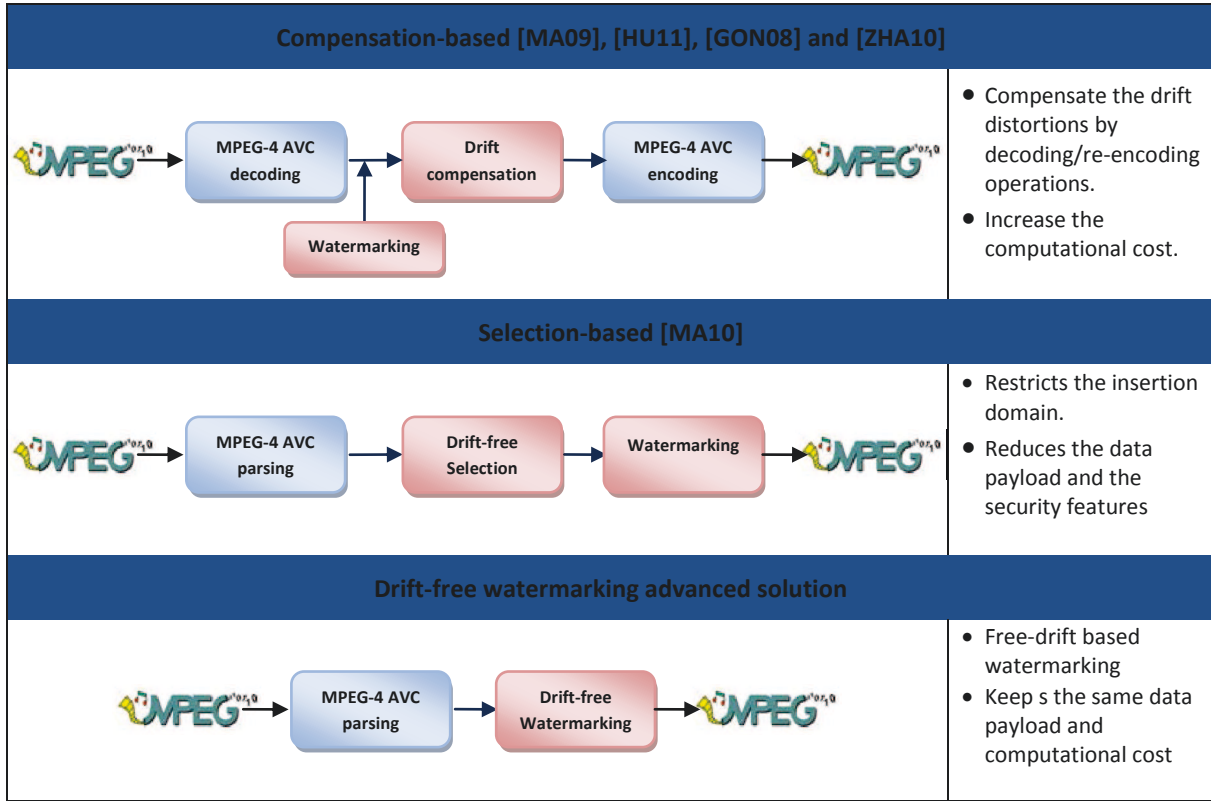 Compensation-based [MA09], [HU11], [GON08] and [ZHA10]
MPEG
MPEG-4 AVC
decoding
Drift
compensation
MPEG-4 AVC
encoding
MPEG
Watermarking
• Compensate the drift
distortions by
decoding/re-encoding
operations.
• Increase the
computational cost.
Selection-based [MA10]
MPEG
MPEG-4 AVC
parsing
Drift-free
Selection
Watermarking
MPEG
• Restricts the insertion
domain.
• Reduces the data
payload and the
security features
Drift-free watermarking advanced solution
MPEG
MPEG-4 AVC
parsing
Drift-free
Watermarking
MPEG
• Free-drift based
watermarking
• Keep s the same data
payload and
computational cost